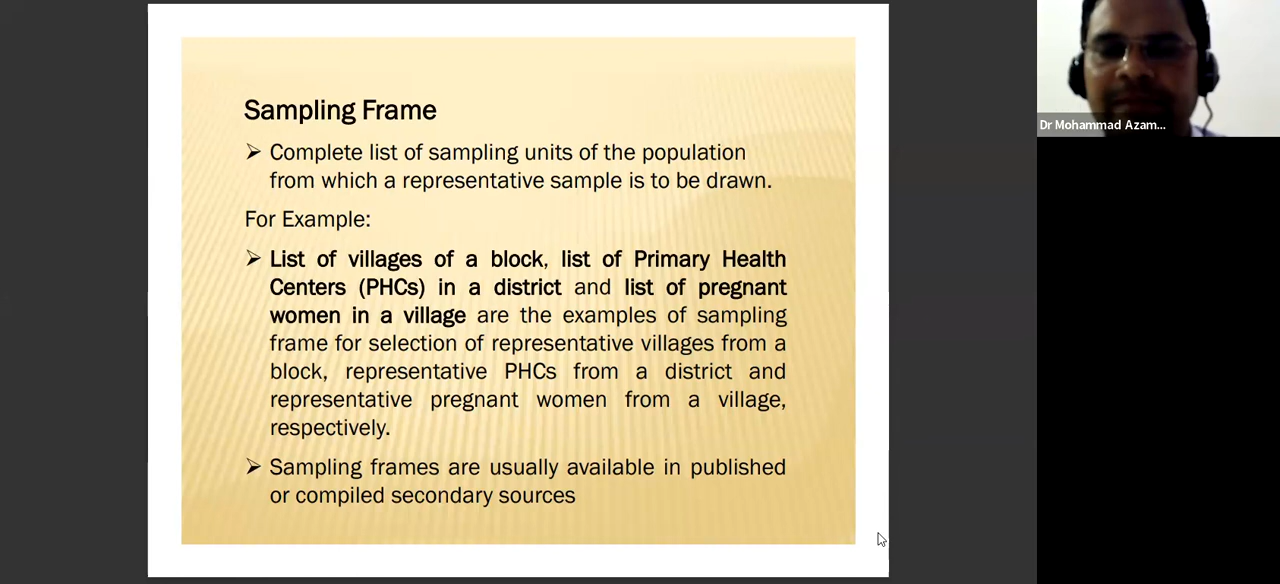 Sampling Frame
➢ Complete list of sampling units of the population
from which a representative sample is to be drawn.
For Example:
➢ List of villages of a block, list of Primary Health
Centers (PHCs) in a district and list of pregnant
women in a village are the examples of sampling
frame for selection of representative villages from a
block, representative PHCs from a district and
representative pregnant women from a village,
respectively.
➢ Sampling frames are usually available in published
or compiled secondary sources
Dr Mohammad Azam...